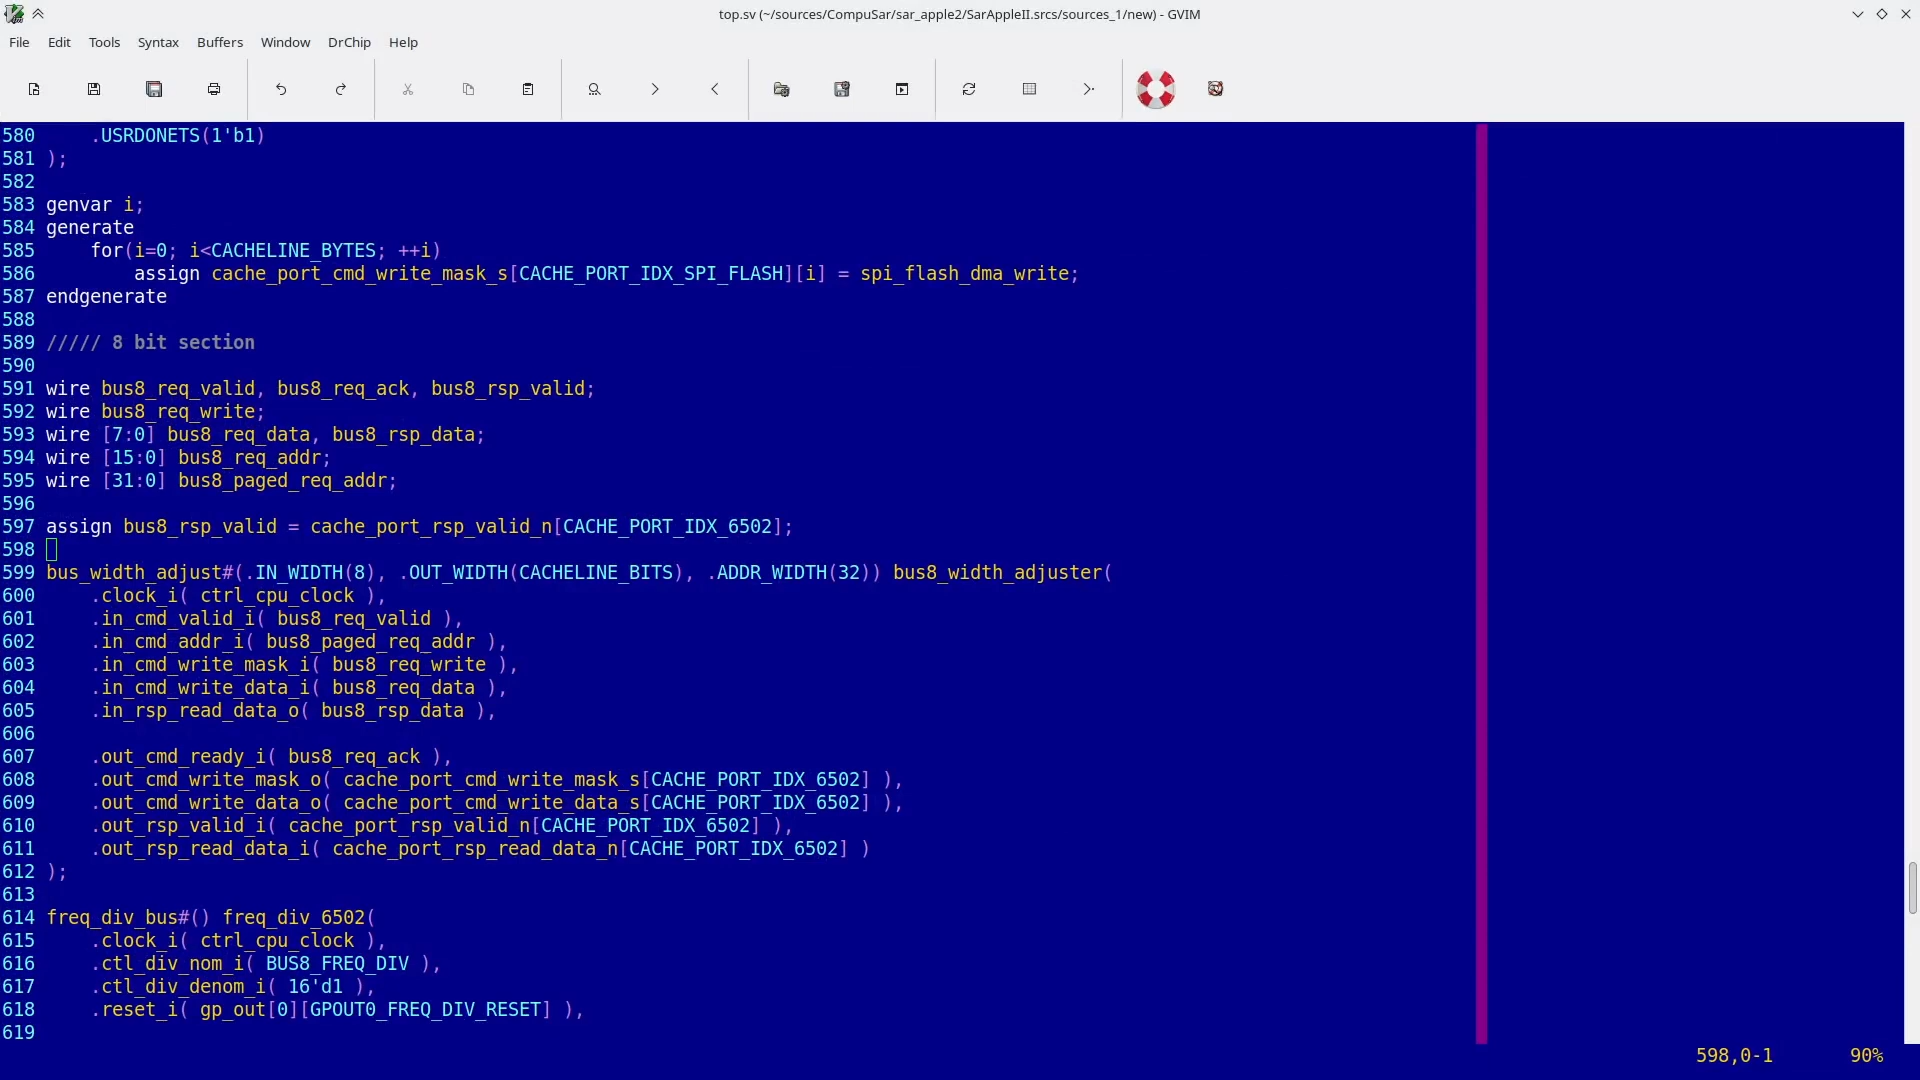 top.sv (~/sources/CompuSar/sar_apple2/SarAppleII.srcs/sources_1/new) - GVIM
File Edit Tools Syntax Buffers Window DrChip Help
580     .USRDONETS(1'b1)
581 );
582
583 genvar i;
584 generate
585     for(i=0; i<CACHELINE_BYTES; ++i)
586         assign cache_port_cmd_write_mask_s[CACHE_PORT_IDX_SPI_FLASH][i] = spi_flash_dma_write;
587 endgenerate
588
589 ///// 8 bit section
590
591 wire bus8_req_valid, bus8_req_ack, bus8_rsp_valid;
592 wire bus8_req_write;
593 wire [7:0] bus8_req_data, bus8_rsp_data;
594 wire [15:0] bus8_req_addr;
595 wire [31:0] bus8_paged_req_addr;
596
597 assign bus8_rsp_valid = cache_port_rsp_valid_n[CACHE_PORT_IDX_6502];
598
599 bus_width_adjust#(.IN_WIDTH(8), .OUT_WIDTH(CACHELINE_BITS), .ADDR_WIDTH(32)) bus8_width_adjuster(
600     .clock_i( ctrl_cpu_clock ),
601     .in_cmd_valid_i( bus8_req_valid ),
602     .in_cmd_addr_i( bus8_paged_req_addr ),
603     .in_cmd_write_mask_i( bus8_req_write ),
604     .in_cmd_write_data_i( bus8_req_data ),
605     .in_rsp_read_data_o( bus8_rsp_data ),
606
607     .out_cmd_ready_i( bus8_req_ack ),
608     .out_cmd_write_mask_o( cache_port_cmd_write_mask_s[CACHE_PORT_IDX_6502] ),
609     .out_cmd_write_data_o( cache_port_cmd_write_data_s[CACHE_PORT_IDX_6502] ),
610     .out_rsp_valid_i( cache_port_rsp_valid_n[CACHE_PORT_IDX_6502] ),
611     .out_rsp_read_data_i( cache_port_rsp_read_data_n[CACHE_PORT_IDX_6502] )
612 );
613
614 freq_div_bus#() freq_div_6502(
615     .clock_i( ctrl_cpu_clock ),
616     .ctl_div_nom_i( BUS8_FREQ_DIV ),
617     .ctl_div_denom_i( 16'd1 ),
618     .reset_i( gp_out[0][GPOUT0_FREQ_DIV_RESET] ),
619
598,0-1 90%